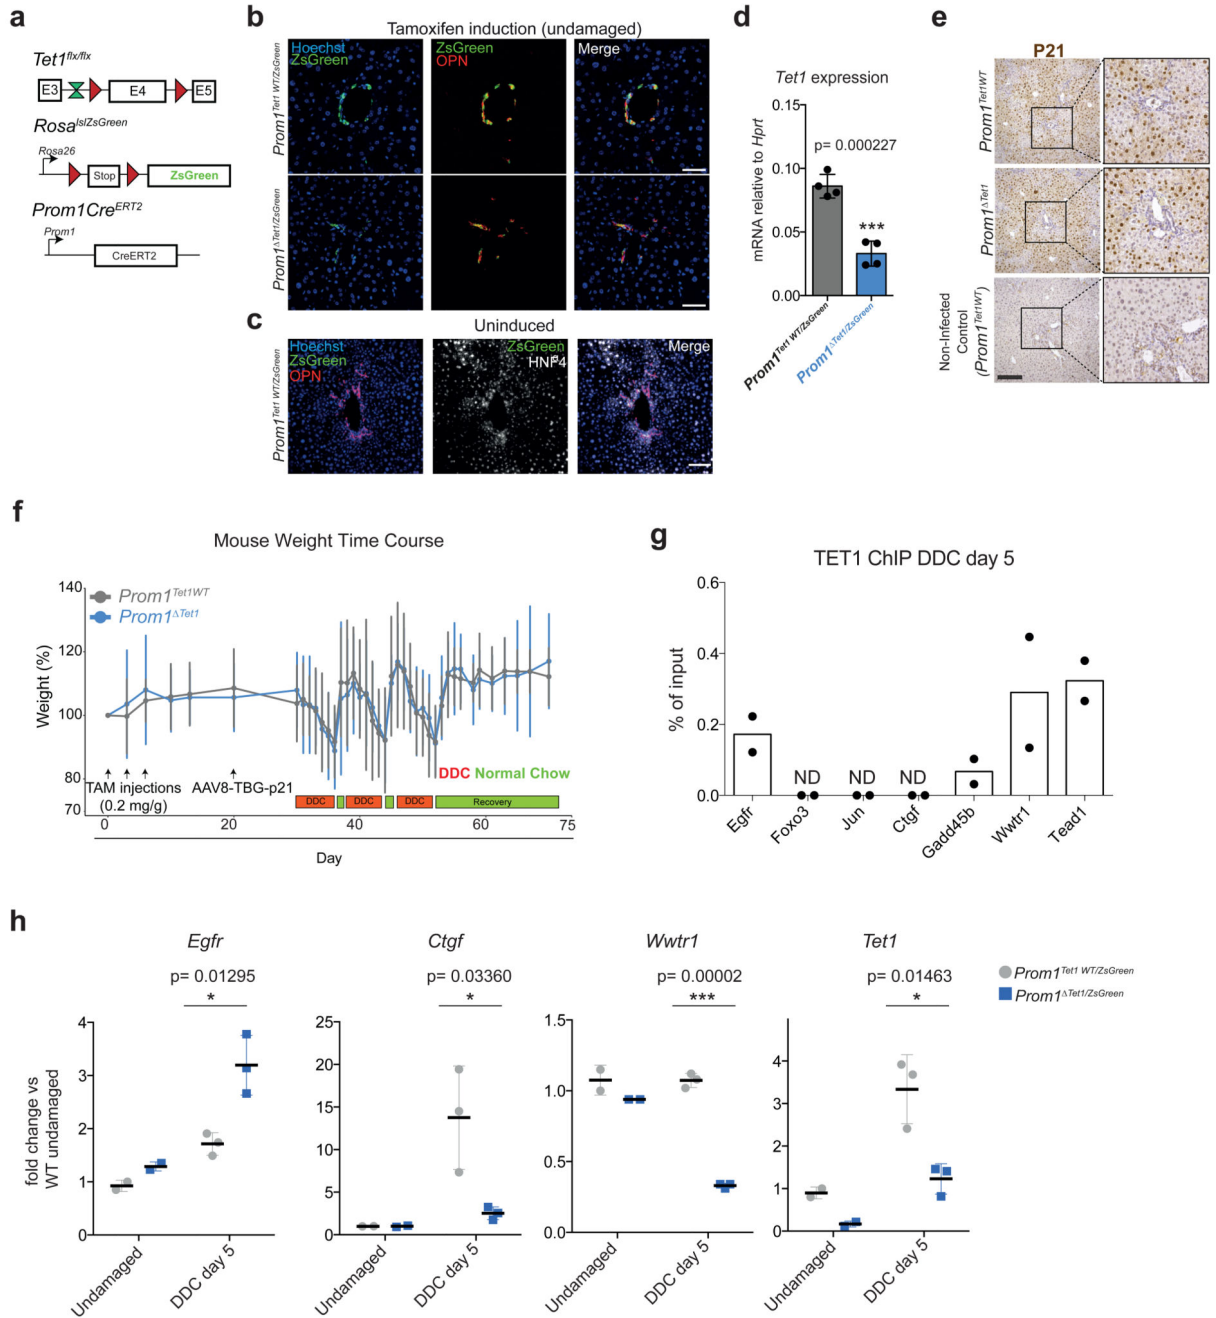 a
Tet1flx/flx
E3 E4 E5
RosalslZsGreen
Rosa26
Stop ZsGreen
Prom1CreERT2
Prom1
CreERT2
b
Tamoxifen induction (undamaged)
Prom1Tet1 WT/ZsGreen
Hoechst
ZsGreen
ZsGreen
OPN
Merge
Prom1ΔTet1/ZsGreen
c
Uninduced
Prom1Tet1 WT/ZsGreen
Hoechst
ZsGreen
OPN
ZsGreen
Merge
d
Tet1 expression
mRNA relative to Hprt
0.15
0.10
0.05
0.00
p= 0.000227
***
Prom1Tet1 WT/ZsGreen
Prom1ΔTet1/ZsGreen
e
P21
Prom1Tet1WT
Prom1ΔTet1
Non-Infected
Control
(Prom1Tet1WT)
f
Mouse Weight Time Course
Weight (%)
140
120
100
80
70
Prom1Tet1WT
Prom1ΔTet1
TAM injections
(0.2 mg/g)
AAV8-TBG-p21
DDC Normal Chow
DDC DDC DDC Recovery
0 20 40 60 75
Day
g
TET1 ChIP DDC day 5
% of input
0.6
0.4
0.2
0.0
ND ND ND
Egfr Foxo3 Jun Ctgf Gadd45b Wwtr1 Tead1
h
fold change vs
WT undamaged
Egfr
p= 0.01295
*
4
3
2
1
0
Undamaged DDC day 5
Ctgf
p= 0.03360
*
25
20
15
10
5
0
Undamaged DDC day 5
Wwtr1
p= 0.00002
***
1.5
1.0
0.5
0.0
Undamaged DDC day 5
Tet1
p= 0.01463
*
4
3
2
1
0
Undamaged DDC day 5
Prom1Tet1 WT/ZsGreen
Prom1ΔTet1/ZsGreen